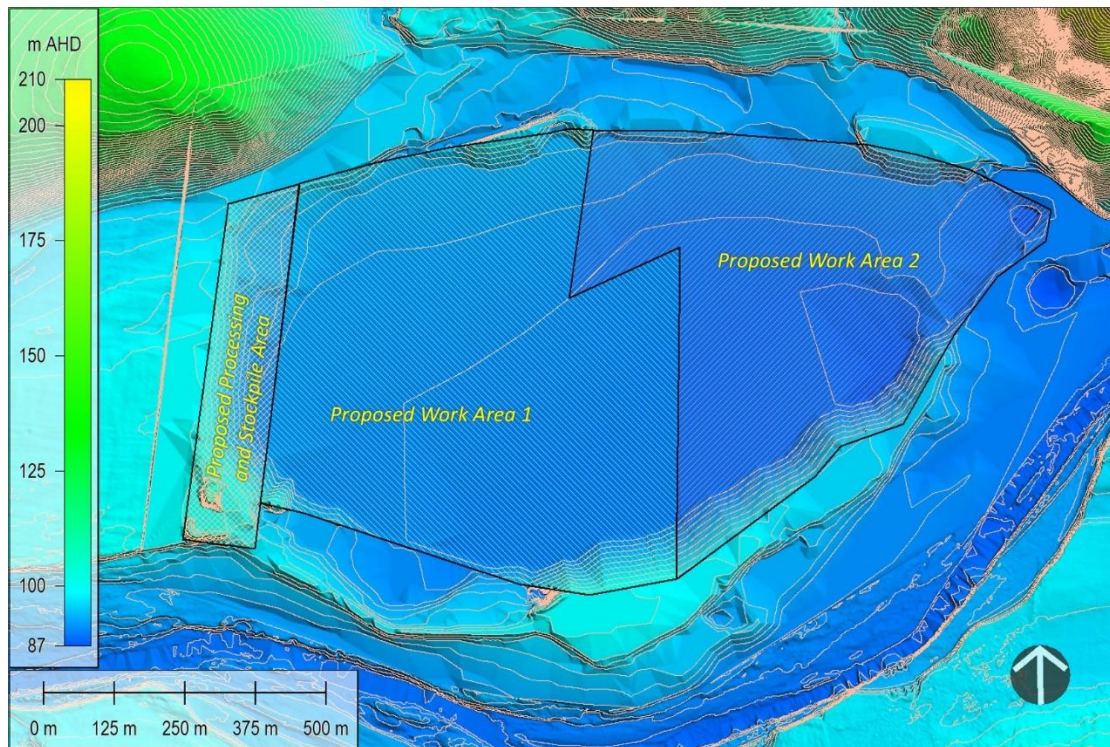 m AHD
210
200
175
150
125
100
87
Proposed Processing
and Stockpile Area
Proposed Work Area 1
Proposed Work Area 2
0 m 125 m 250 m 375 m 500 m